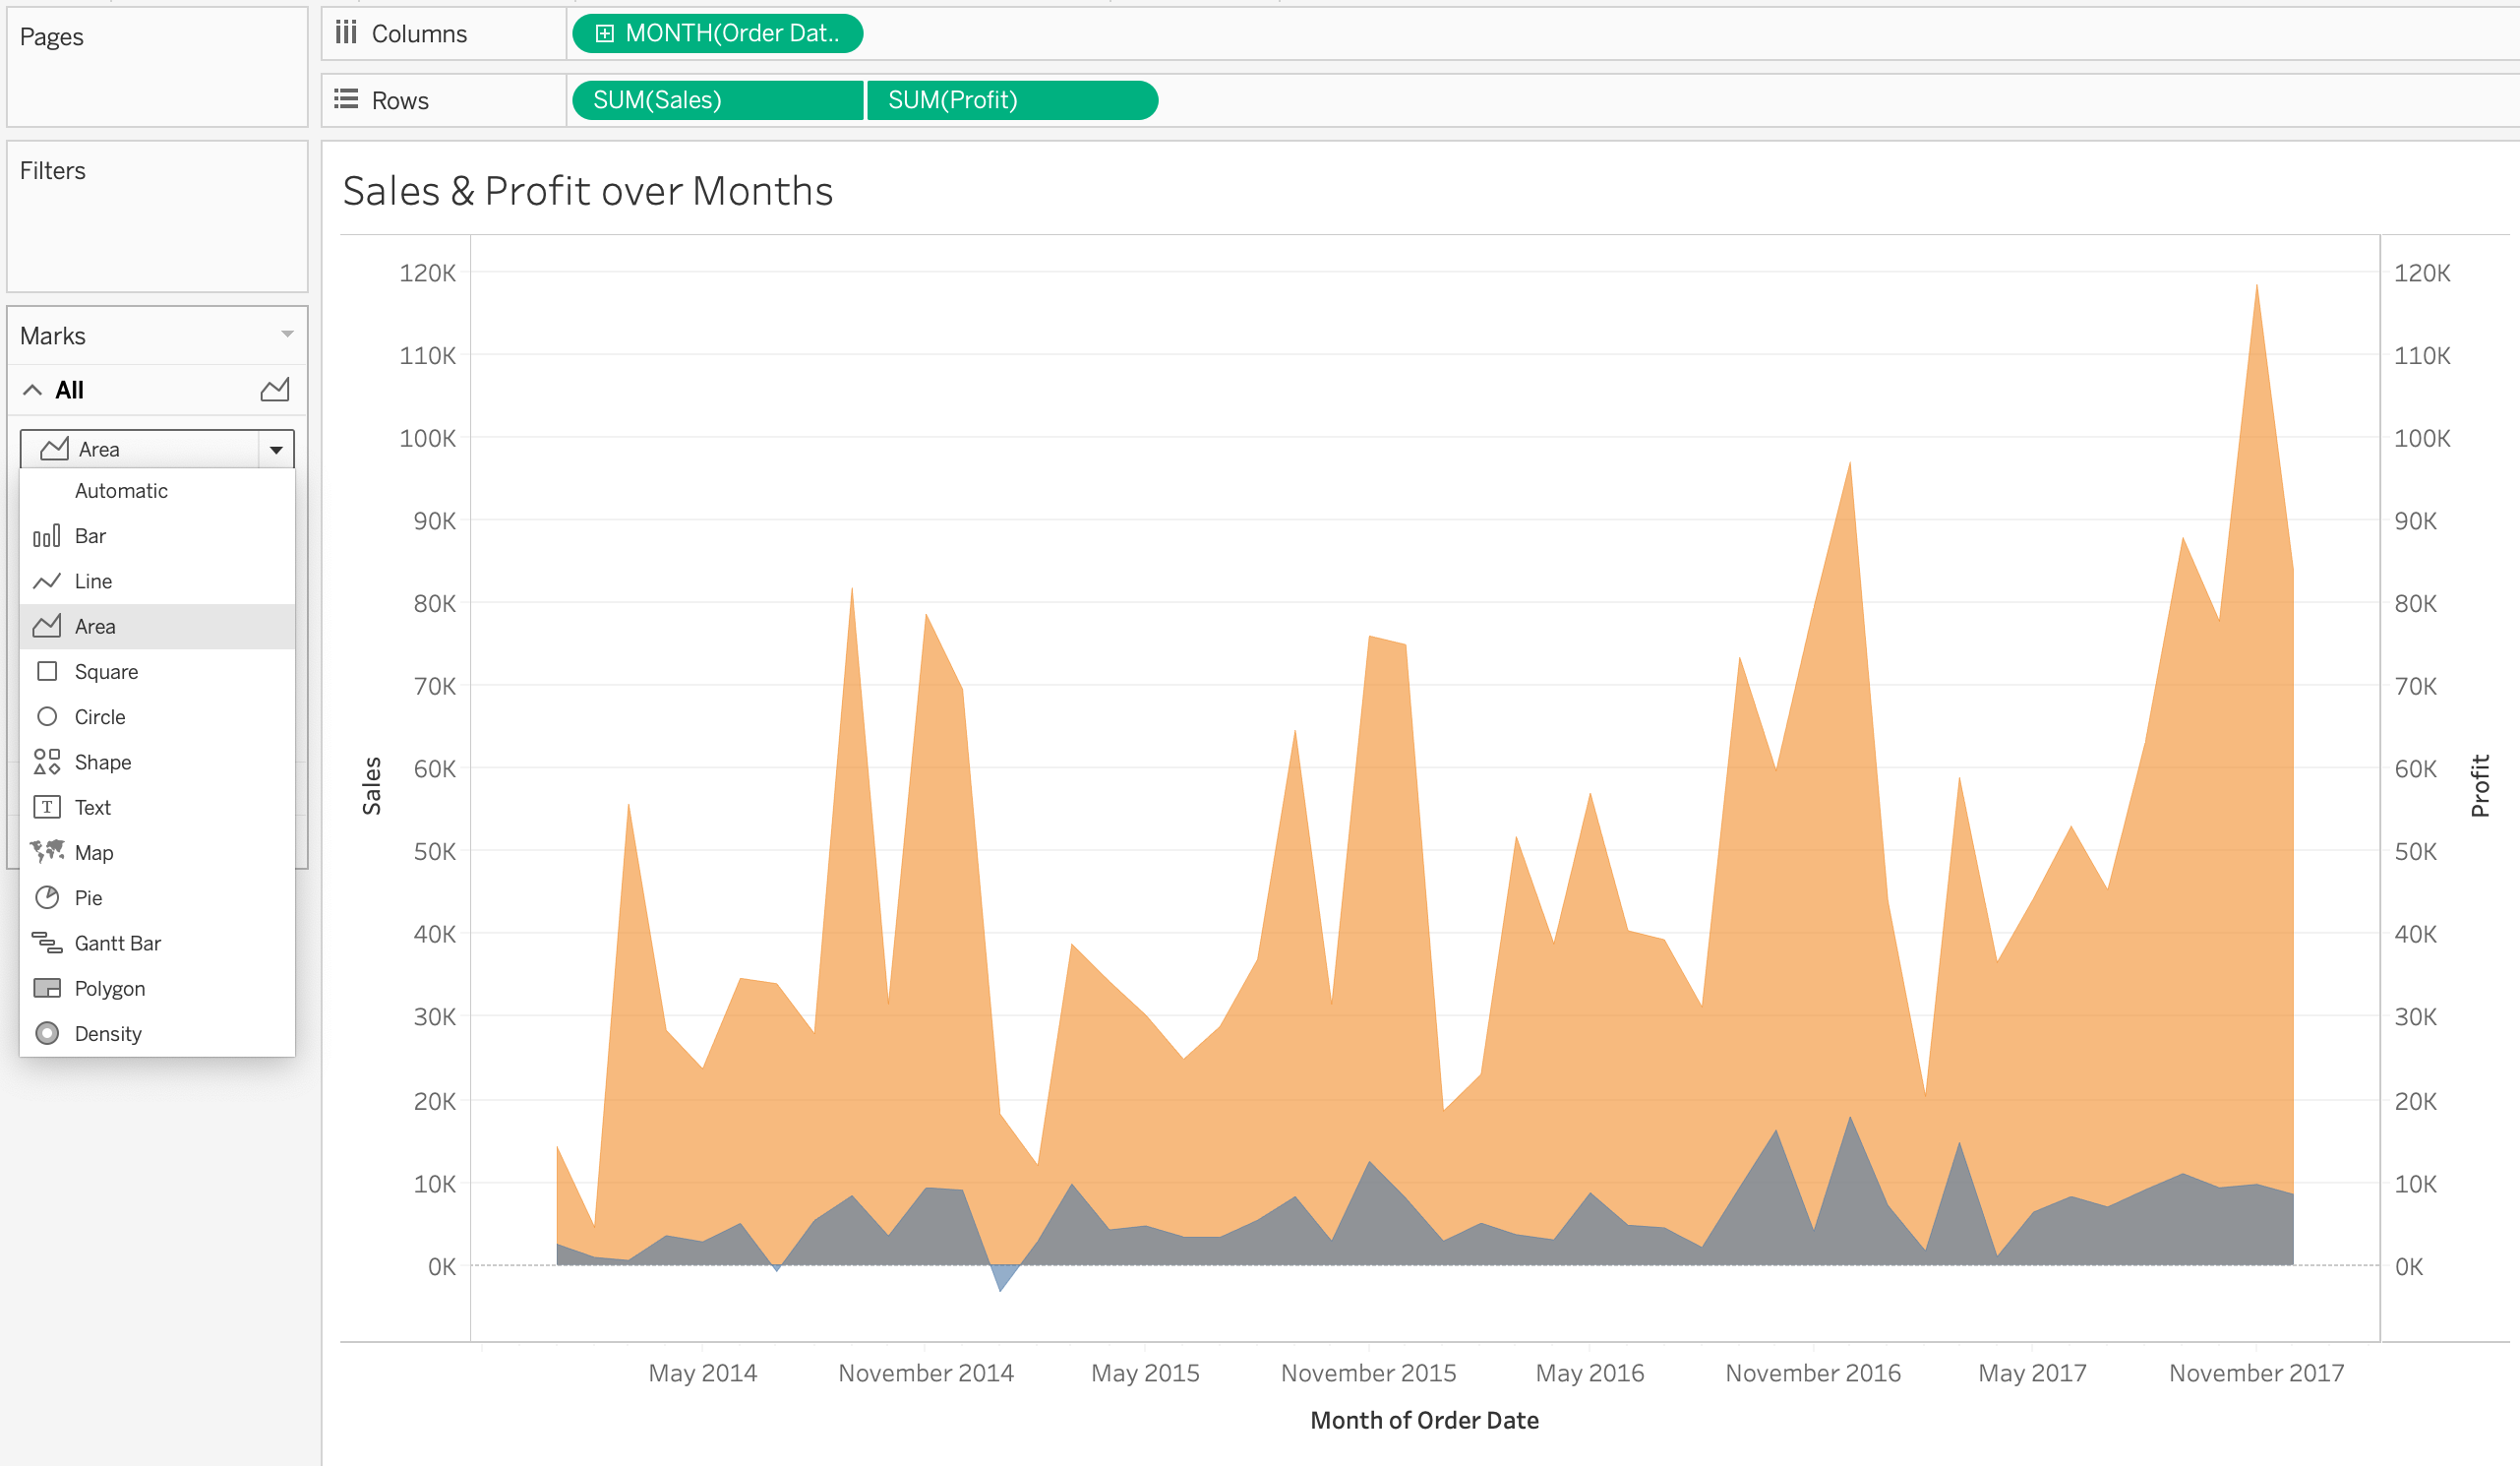 Pages
Columns
MONTH(Order Dat..
Rows
SUM(Sales)
SUM(Profit)
Filters
Marks
All
Area
Automatic
Bar
Line
Area
Square
Circle
Shape
T Text
Map
Pie
Gantt Bar
Polygon
Density
Sales & Profit over Months
Sales
120K
110K
100K
90K
80K
70K
60K
50K
40K
30K
20K
10K
0K
120K
110K
100K
90K
80K
70K
60K
50K
40K
30K
20K
10K
0K
Profit
May 2014
November 2014
May 2015
November 2015
May 2016
November 2016
May 2017
November 2017
Month of Order Date